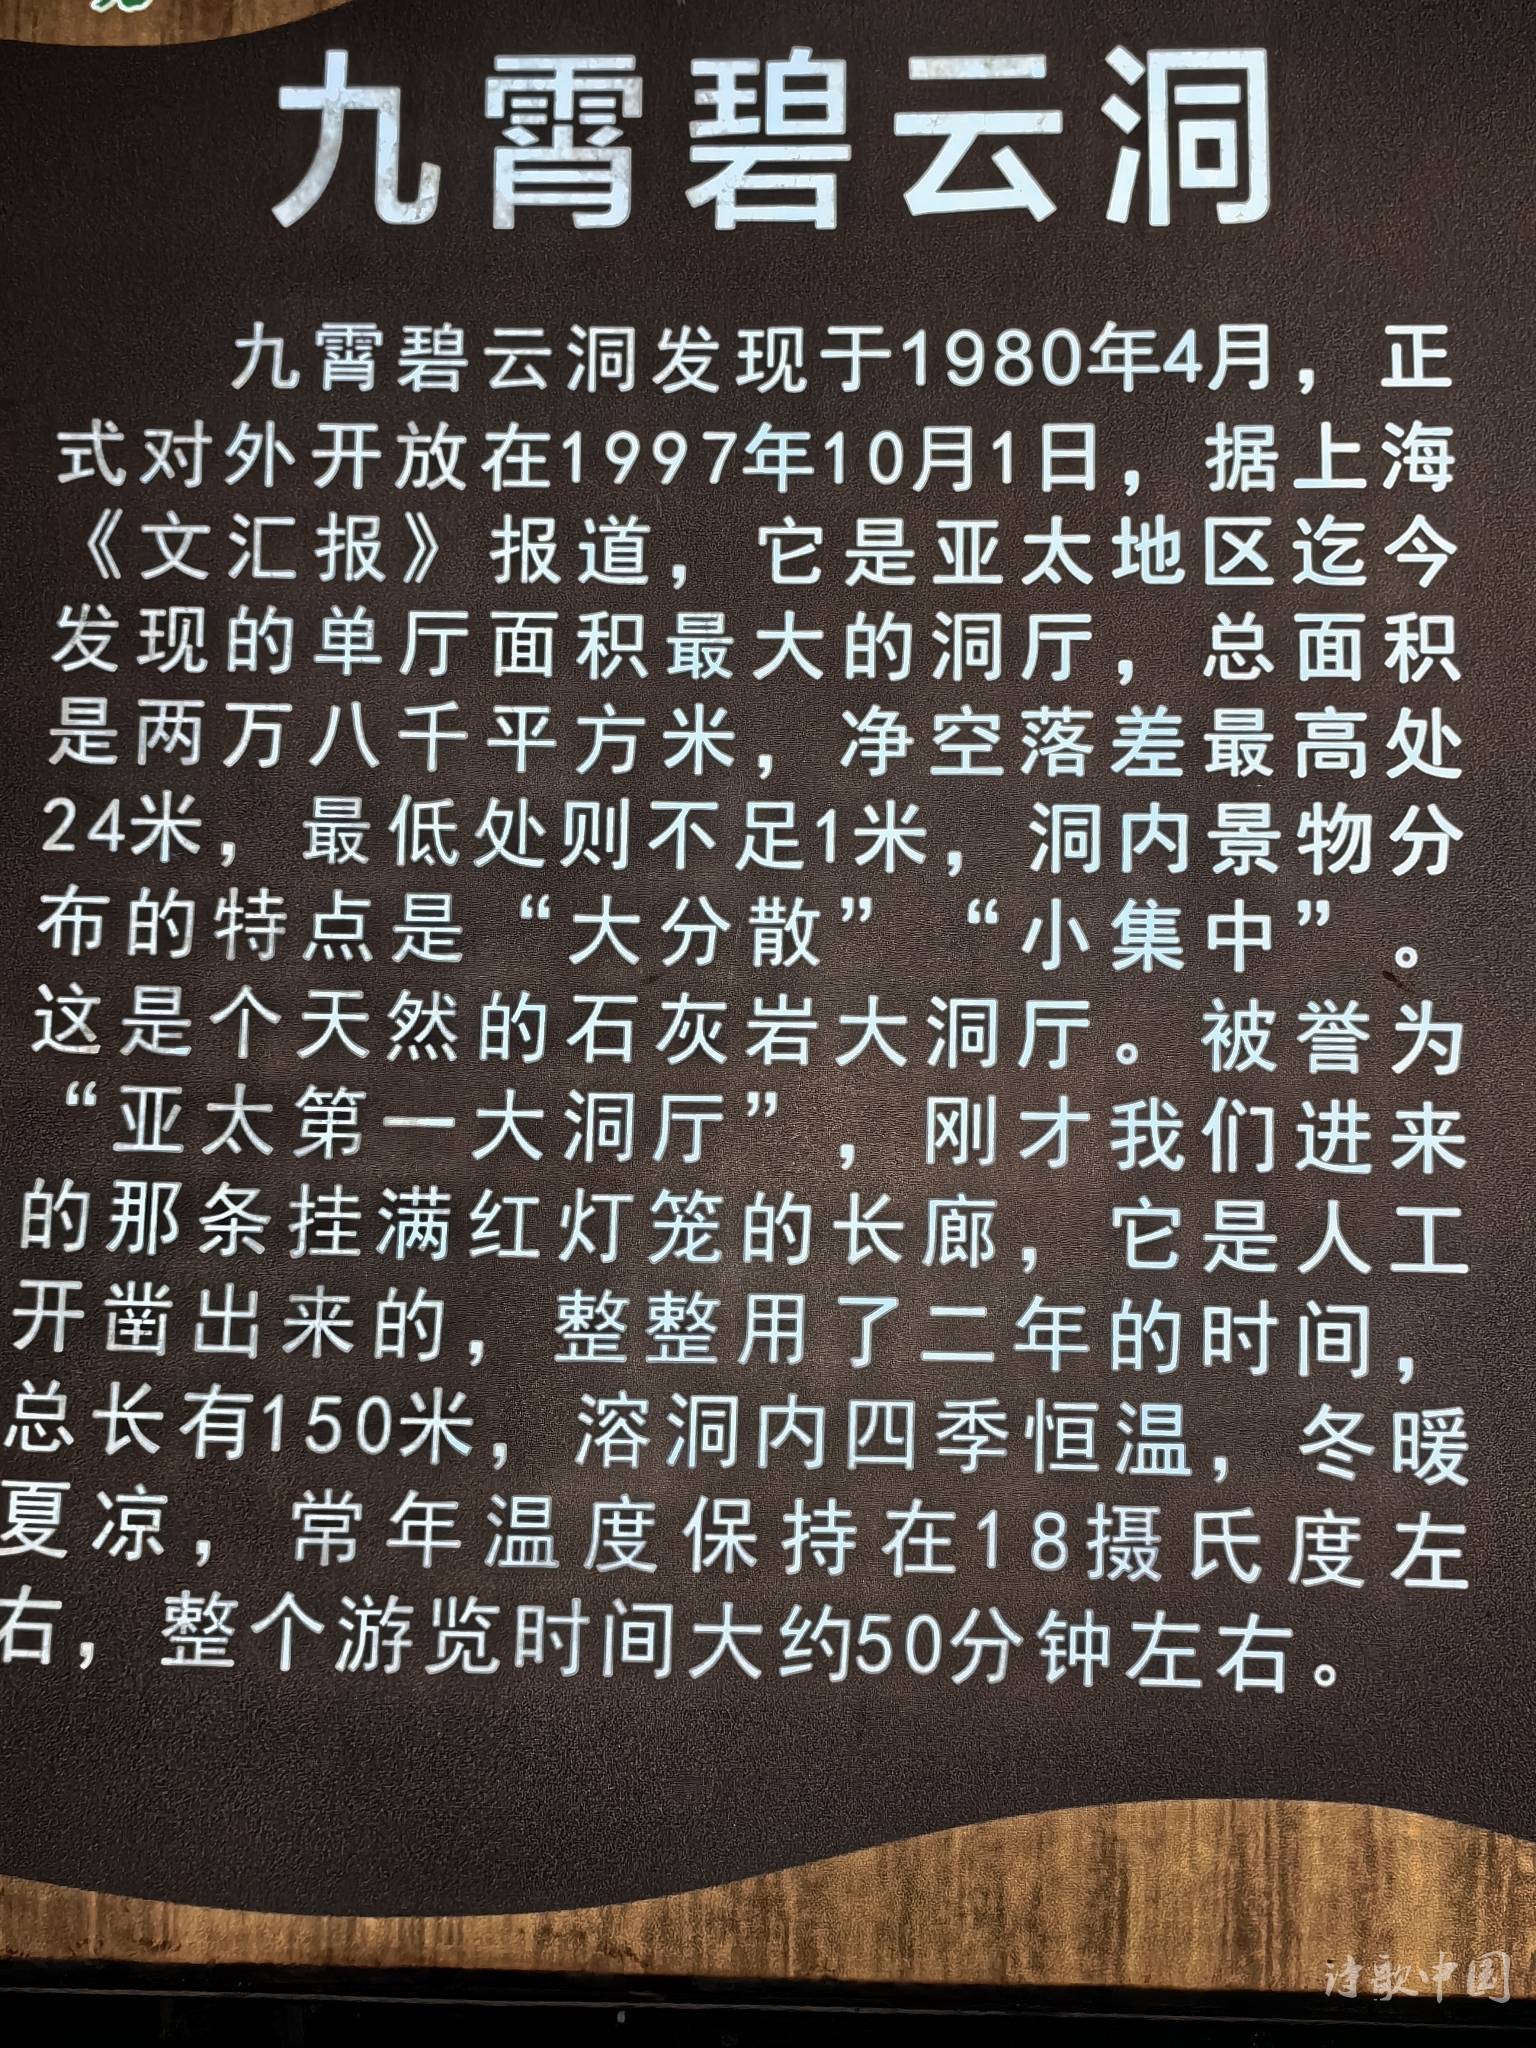 九霄碧云洞
九霄碧云洞发现于1980年4月，正
式对外开放在1997年10月1日，据上海
《文汇报》报道，它是亚太地区迄今
发现的单厅面积最大的洞厅，总面积
是两万八千平方米，净空落差最高处
24米，最低处则不足1米，洞内景物分
布的特点是“大分散”“小集中”。
这是个天然的石灰岩大洞厅。被誉为
“亚太第一大洞厅”，刚才我们进来
的那条挂满红灯笼的长廊，它是人工
开凿出来的，整整用了二年的时间，
总长有150米，溶洞内四季恒温，冬暖
夏凉，常年温度保持在18摄氏度左
右，整个游览时间大约50分钟左右。
诗歌中国